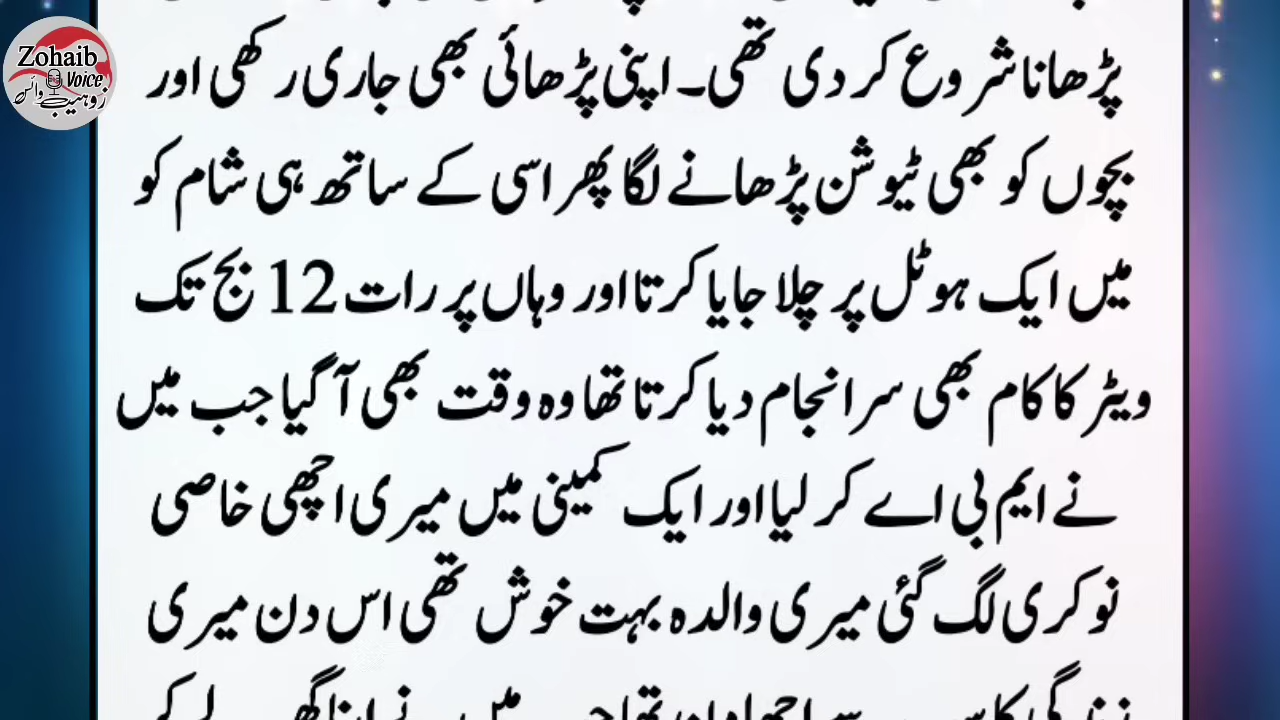 Zohaib
Voice
زوہیب وائس
پڑھانا شروع کر دی تھی۔ اپنی پڑھائی بھی جاری رکھی اور
بچوں کو بھی ٹیوشن پڑھانے لگا پھر اسی کے ساتھ ہی شام کو
میں ایک ہوٹل پر چلا جایا کرتا اور وہاں پر رات 12 بجے تک
ویٹر کا کام بھی سرانجام دیا کرتا تھا وہ وقت بھی آگیا جب میں
نے ایم بی اے کر لیا اور ایک کمپنی میں میری اچھی خاصی
نوکری لگ گئی میری والدہ بہت خوش تھی اس دن میری